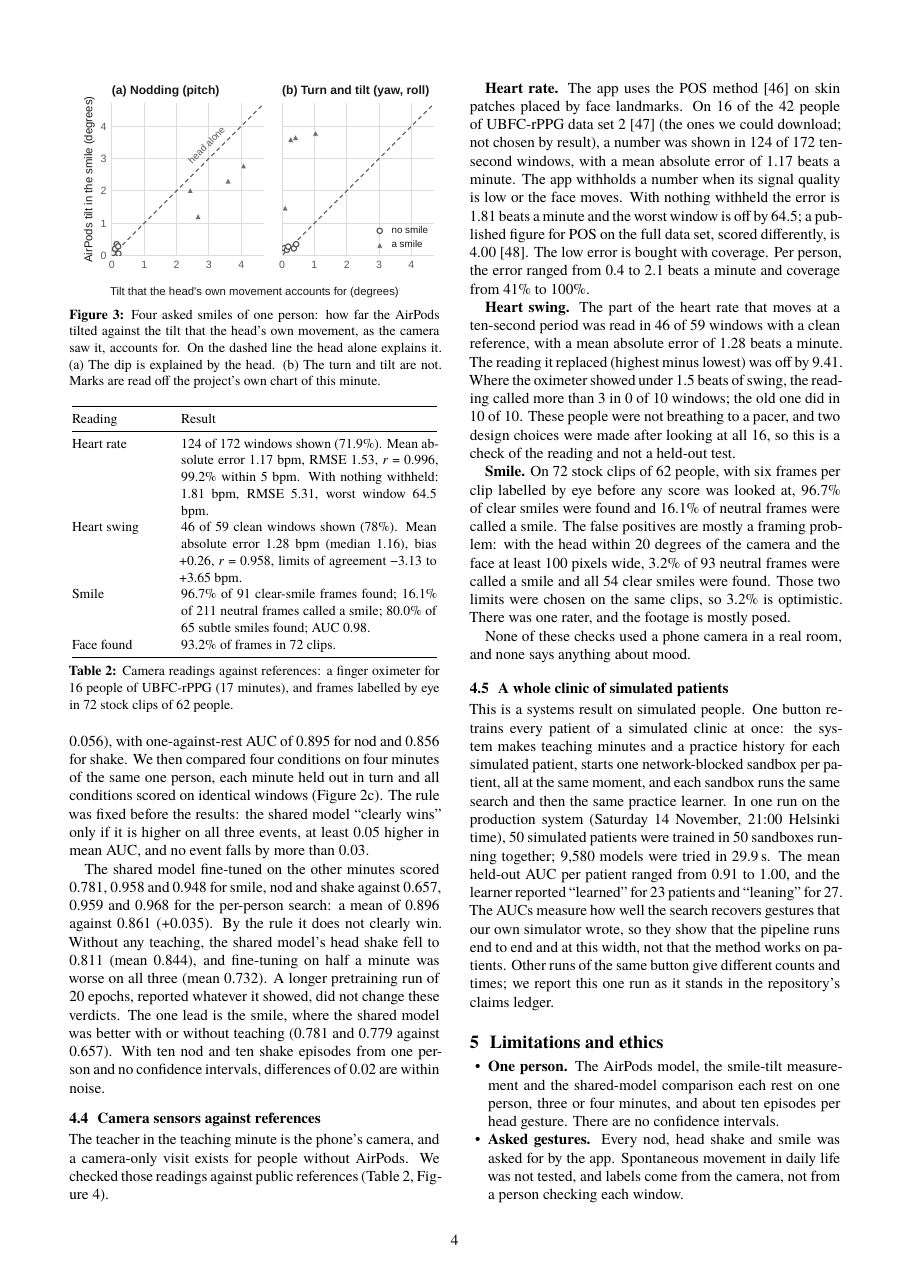 (a) Nodding (pitch)
(b) Turn and tilt (yaw, roll)
AirPods tilt in the smile (degrees)
4
3
2
1
0
head alone
no smile
a smile
0 1 2 3 4
0 1 2 3 4
Tilt that the head's own movement accounts for (degrees)
Figure 3: Four asked smiles of one person: how far the AirPods
tilted against the tilt that the head's own movement, as the camera
saw it, accounts for. On the dashed line the head alone explains it.
(a) The dip is explained by the head. (b) The turn and tilt are not.
Marks are read off the project's own chart of this minute.
Reading Result
Heart rate 124 of 172 windows shown (71.9%). Mean ab-
solute error 1.17 bpm, RMSE 1.53, r = 0.996,
99.2% within 5 bpm. With nothing withheld:
1.81 bpm, RMSE 5.31, worst window 64.5
bpm.
Heart swing 46 of 59 clean windows shown (78%). Mean
absolute error 1.28 bpm (median 1.16), bias
+0.26, r = 0.958, limits of agreement −3.13 to
+3.65 bpm.
Smile 96.7% of 91 clear-smile frames found; 16.1%
of 211 neutral frames called a smile; 80.0% of
65 subtle smiles found; AUC 0.98.
Face found 93.2% of frames in 72 clips.
Table 2: Camera readings against references: a finger oximeter for
16 people of UBFC-rPPG (17 minutes), and frames labelled by eye
in 72 stock clips of 62 people.
0.056), with one-against-rest AUC of 0.895 for nod and 0.856
for shake. We then compared four conditions on four minutes
of the same one person, each minute held out in turn and all
conditions scored on identical windows (Figure 2c). The rule
was fixed before the results: the shared model “clearly wins”
only if it is higher on all three events, at least 0.05 higher in
mean AUC, and no event falls by more than 0.03.
The shared model fine-tuned on the other minutes scored
0.781, 0.958 and 0.948 for smile, nod and shake against 0.657,
0.959 and 0.968 for the per-person search: a mean of 0.896
against 0.861 (+0.035). By the rule it does not clearly win.
Without any teaching, the shared model's head shake fell to
0.811 (mean 0.844), and fine-tuning on half a minute was
worse on all three (mean 0.732). A longer pretraining run of
20 epochs, reported whatever it showed, did not change these
verdicts. The one lead is the smile, where the shared model
was better with or without teaching (0.781 and 0.779 against
0.657). With ten nod and ten shake episodes from one per-
son and no confidence intervals, differences of 0.02 are within
noise.
4.4 Camera sensors against references
The teacher in the teaching minute is the phone's camera, and
a camera-only visit exists for people without AirPods. We
checked those readings against public references (Table 2, Fig-
ure 4).
Heart rate. The app uses the POS method [46] on skin
patches placed by face landmarks. On 16 of the 42 people
of UBFC-rPPG data set 2 [47] (the ones we could download;
not chosen by result), a number was shown in 124 of 172 ten-
second windows, with a mean absolute error of 1.17 beats a
minute. The app withholds a number when its signal quality
is low or the face moves. With nothing withheld the error is
1.81 beats a minute and the worst window is off by 64.5; a pub-
lished figure for POS on the full data set, scored differently, is
4.00 [48]. The low error is bought with coverage. Per person,
the error ranged from 0.4 to 2.1 beats a minute and coverage
from 41% to 100%.
Heart swing. The part of the heart rate that moves at a
ten-second period was read in 46 of 59 windows with a clean
reference, with a mean absolute error of 1.28 beats a minute.
The reading it replaced (highest minus lowest) was off by 9.41.
Where the oximeter showed under 1.5 beats of swing, the read-
ing called more than 3 in 0 of 10 windows; the old one did in
10 of 10. These people were not breathing to a pacer, and two
design choices were made after looking at all 16, so this is a
check of the reading and not a held-out test.
Smile. On 72 stock clips of 62 people, with six frames per
clip labelled by eye before any score was looked at, 96.7%
of clear smiles were found and 16.1% of neutral frames were
called a smile. The false positives are mostly a framing prob-
lem: with the head within 20 degrees of the camera and the
face at least 100 pixels wide, 3.2% of 93 neutral frames were
called a smile and all 54 clear smiles were found. Those two
limits were chosen on the same clips, so 3.2% is optimistic.
There was one rater, and the footage is mostly posed.
None of these checks used a phone camera in a real room,
and none says anything about mood.
4.5 A whole clinic of simulated patients
This is a systems result on simulated people. One button re-
trains every patient of a simulated clinic at once: the sys-
tem makes teaching minutes and a practice history for each
simulated patient, starts one network-blocked sandbox per pa-
tient, all at the same moment, and each sandbox runs the same
search and then the same practice learner. In one run on the
production system (Saturday 14 November, 21:00 Helsinki
time), 50 simulated patients were trained in 50 sandboxes run-
ning together; 9,580 models were tried in 29.9 s. The mean
held-out AUC per patient ranged from 0.91 to 1.00, and the
learner reported “learned” for 23 patients and “leaning” for 27.
The AUCs measure how well the search recovers gestures that
our own simulator wrote, so they show that the pipeline runs
end to end and at this width, not that the method works on pa-
tients. Other runs of the same button give different counts and
times; we report this one run as it stands in the repository's
claims ledger.
5 Limitations and ethics
• One person. The AirPods model, the smile-tilt measure-
ment and the shared-model comparison each rest on one
person, three or four minutes, and about ten episodes per
head gesture. There are no confidence intervals.
• Asked gestures. Every nod, head shake and smile was
asked for by the app. Spontaneous movement in daily life
was not tested, and labels come from the camera, not from
a person checking each window.
4